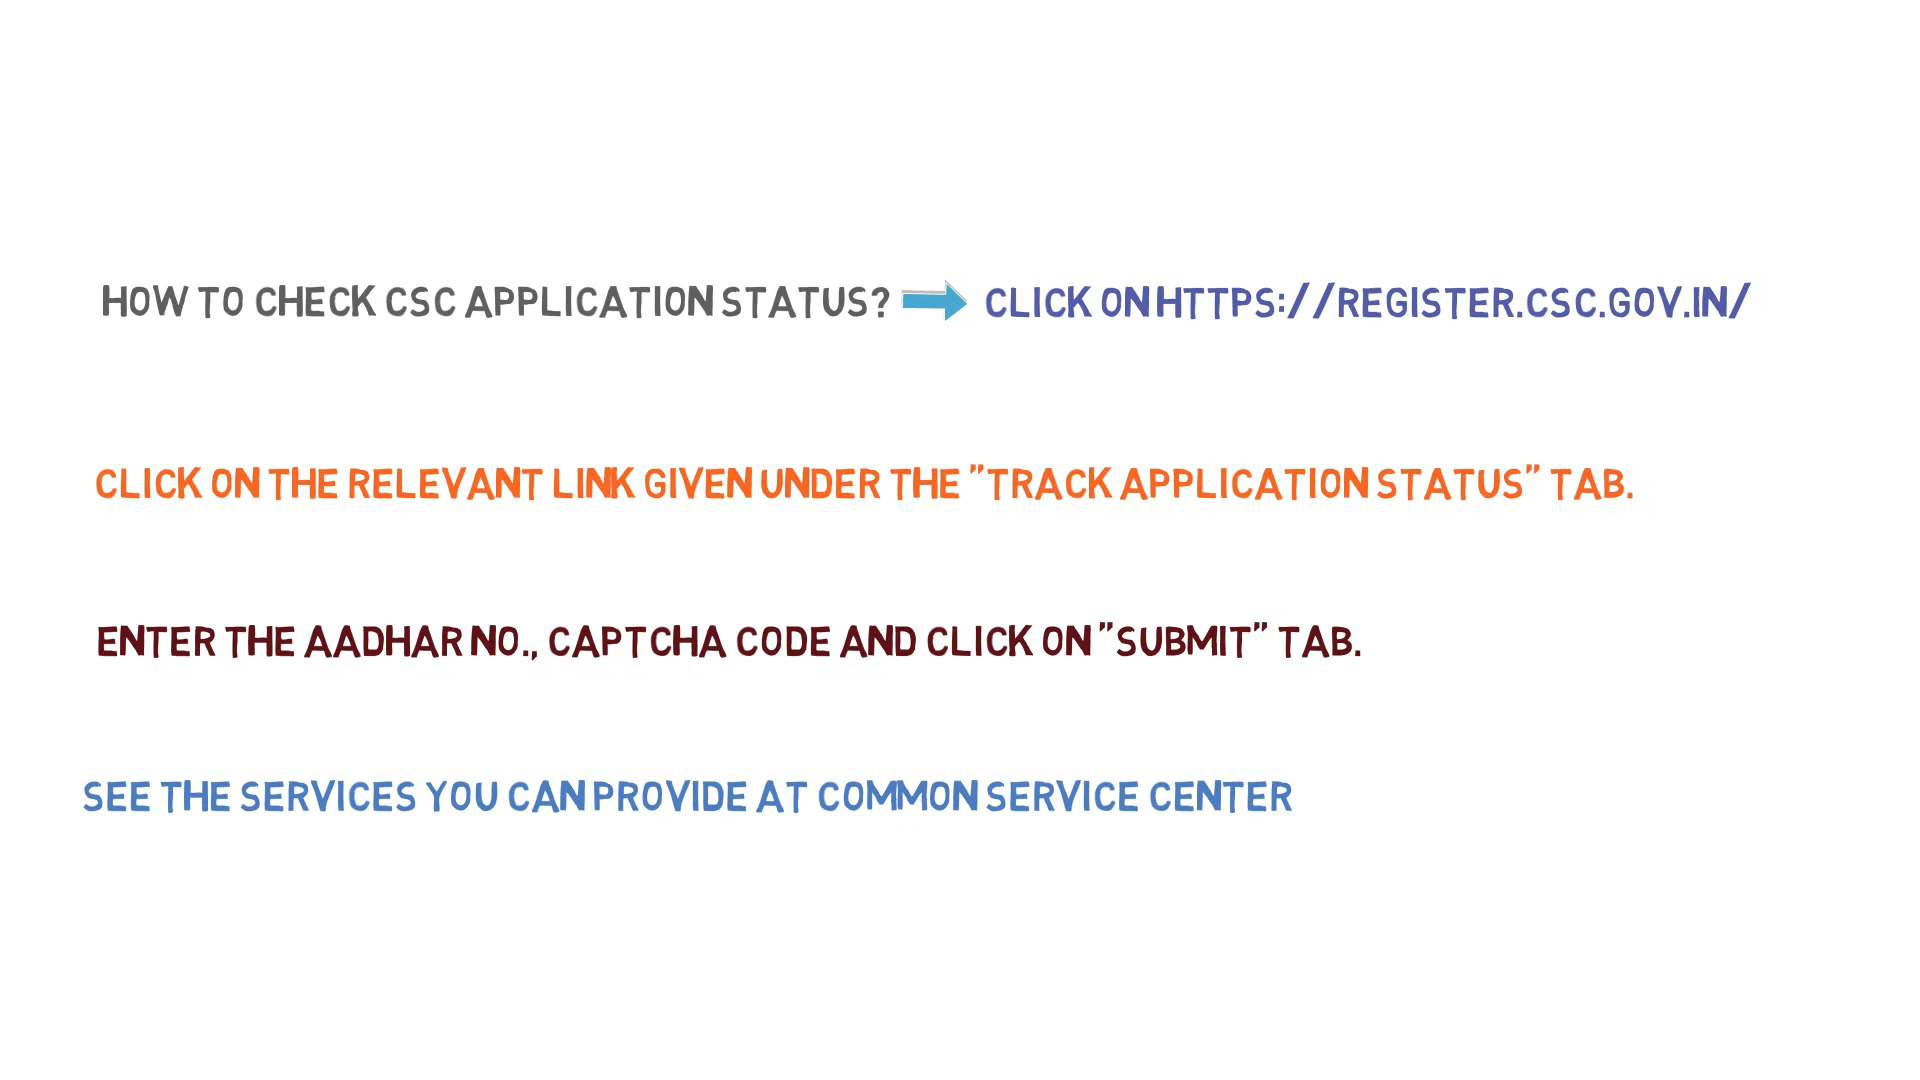 HOW TO CHECK CSC APPLICATION STATUS? CLICK ON HTTPS://REGISTER.CSC.GOV.IN/
CLICK ON THE RELEVANT LINK GIVEN UNDER THE "TRACK APPLICATION STATUS" TAB.
ENTER THE AADHAR NO., CAPTCHA CODE AND CLICK ON "SUBMIT" TAB.
SEE THE SERVICES YOU CAN PROVIDE AT COMMON SERVICE CENTER